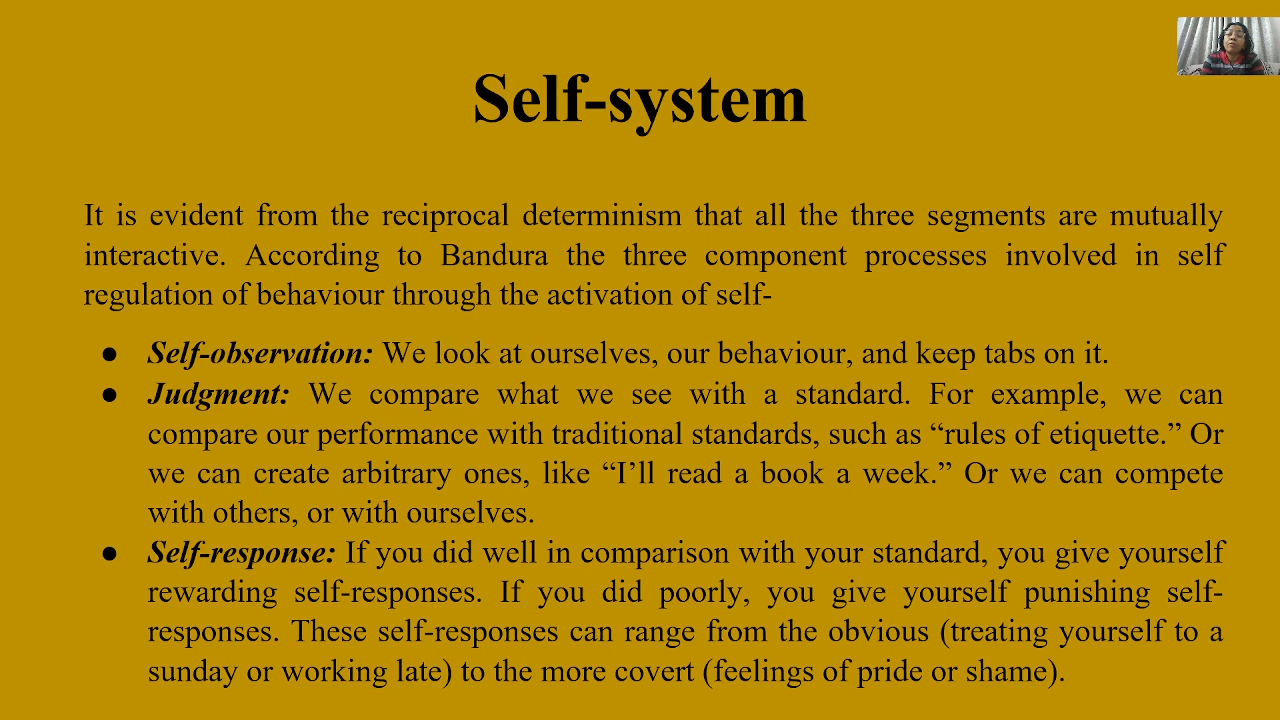 Self-system
It is evident from the reciprocal determinism that all the three segments are mutually
interactive. According to Bandura the three component processes involved in self
regulation of behaviour through the activation of self-
● Self-observation: We look at ourselves, our behaviour, and keep tabs on it.
● Judgment: We compare what we see with a standard. For example, we can
compare our performance with traditional standards, such as “rules of etiquette.” Or
we can create arbitrary ones, like “I’ll read a book a week.” Or we can compete
with others, or with ourselves.
● Self-response: If you did well in comparison with your standard, you give yourself
rewarding self-responses. If you did poorly, you give yourself punishing self-
responses. These self-responses can range from the obvious (treating yourself to a
sunday or working late) to the more covert (feelings of pride or shame).